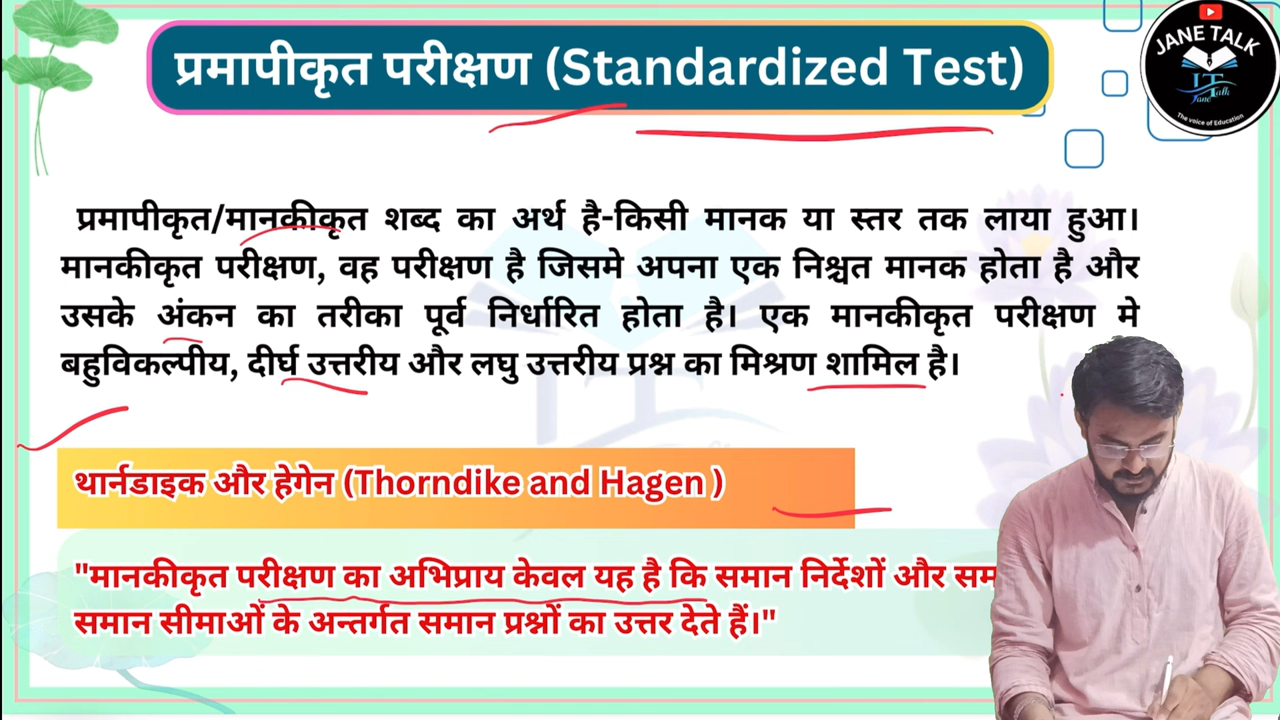 प्रमापीकृत परीक्षण (Standardized Test)
JANE TALK
The voice of Education
प्रमापीकृत/मानकीकृत शब्द का अर्थ है-किसी मानक या स्तर तक लाया हुआ।
मानकीकृत परीक्षण, वह परीक्षण है जिसमे अपना एक निश्चत मानक होता है और
उसके अंकन का तरीका पूर्व निर्धारित होता है। एक मानकीकृत परीक्षण मे
बहुविकल्पीय, दीर्घ उत्तरीय और लघु उत्तरीय प्रश्न का मिश्रण शामिल है।
थार्नडाइक और हेगेन (Thorndike and Hagen )
"मानकीकृत परीक्षण का अभिप्राय केवल यह है कि समान निर्देशों और
समान सीमाओं के अन्तर्गत समान प्रश्नों का उत्तर देते हैं।"